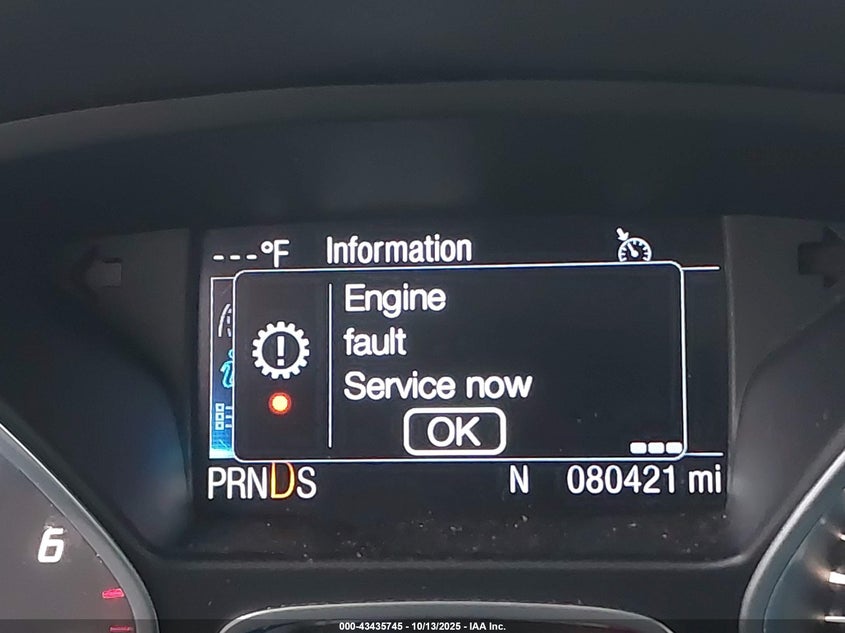 ---°F Information
Engine
fault
Service now
OK
PRNDS N 080421 mi
6
000-43435745 - 10/13/2025 - IAA Inc.